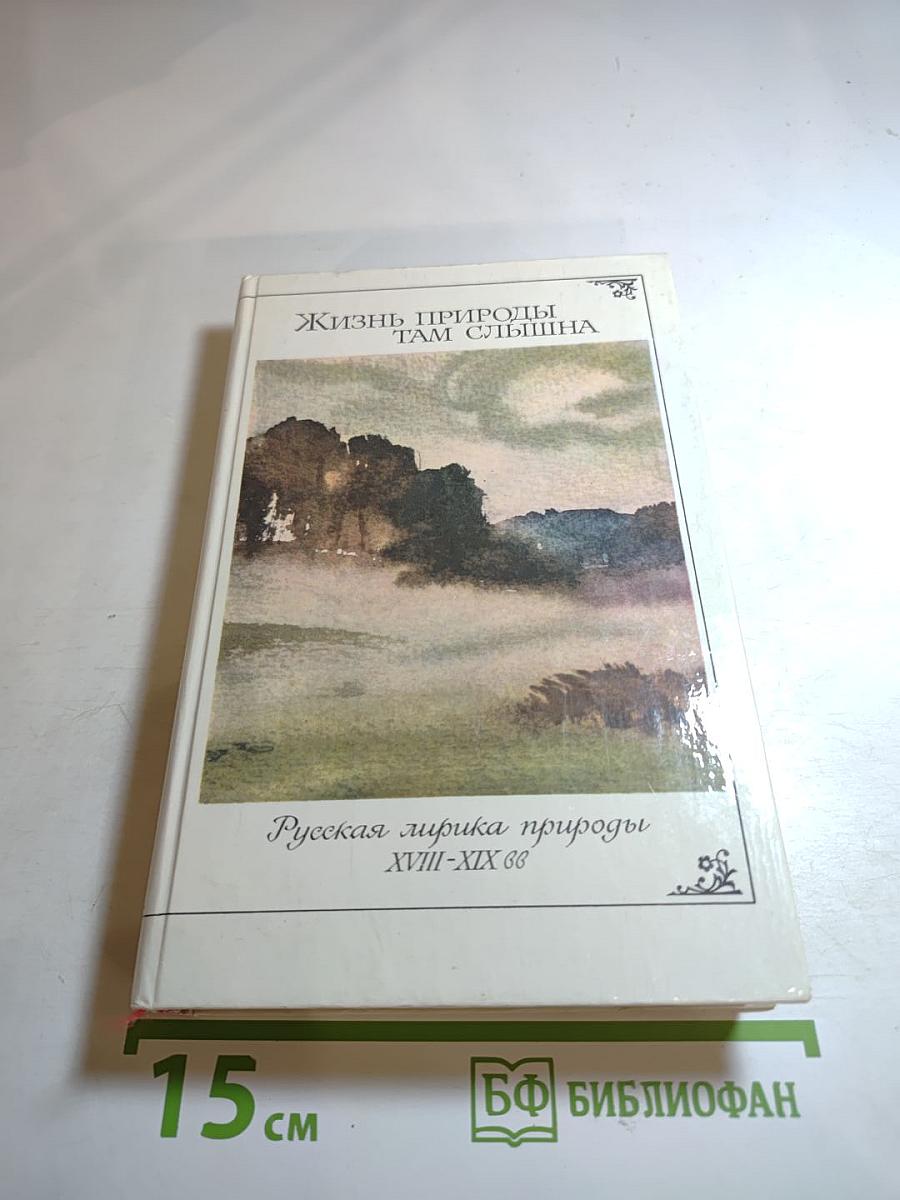 Жизнь природы
там слышна
Русская лирика природы
XVIII-XIX вв
15 см
БФ БИБЛИОФАН